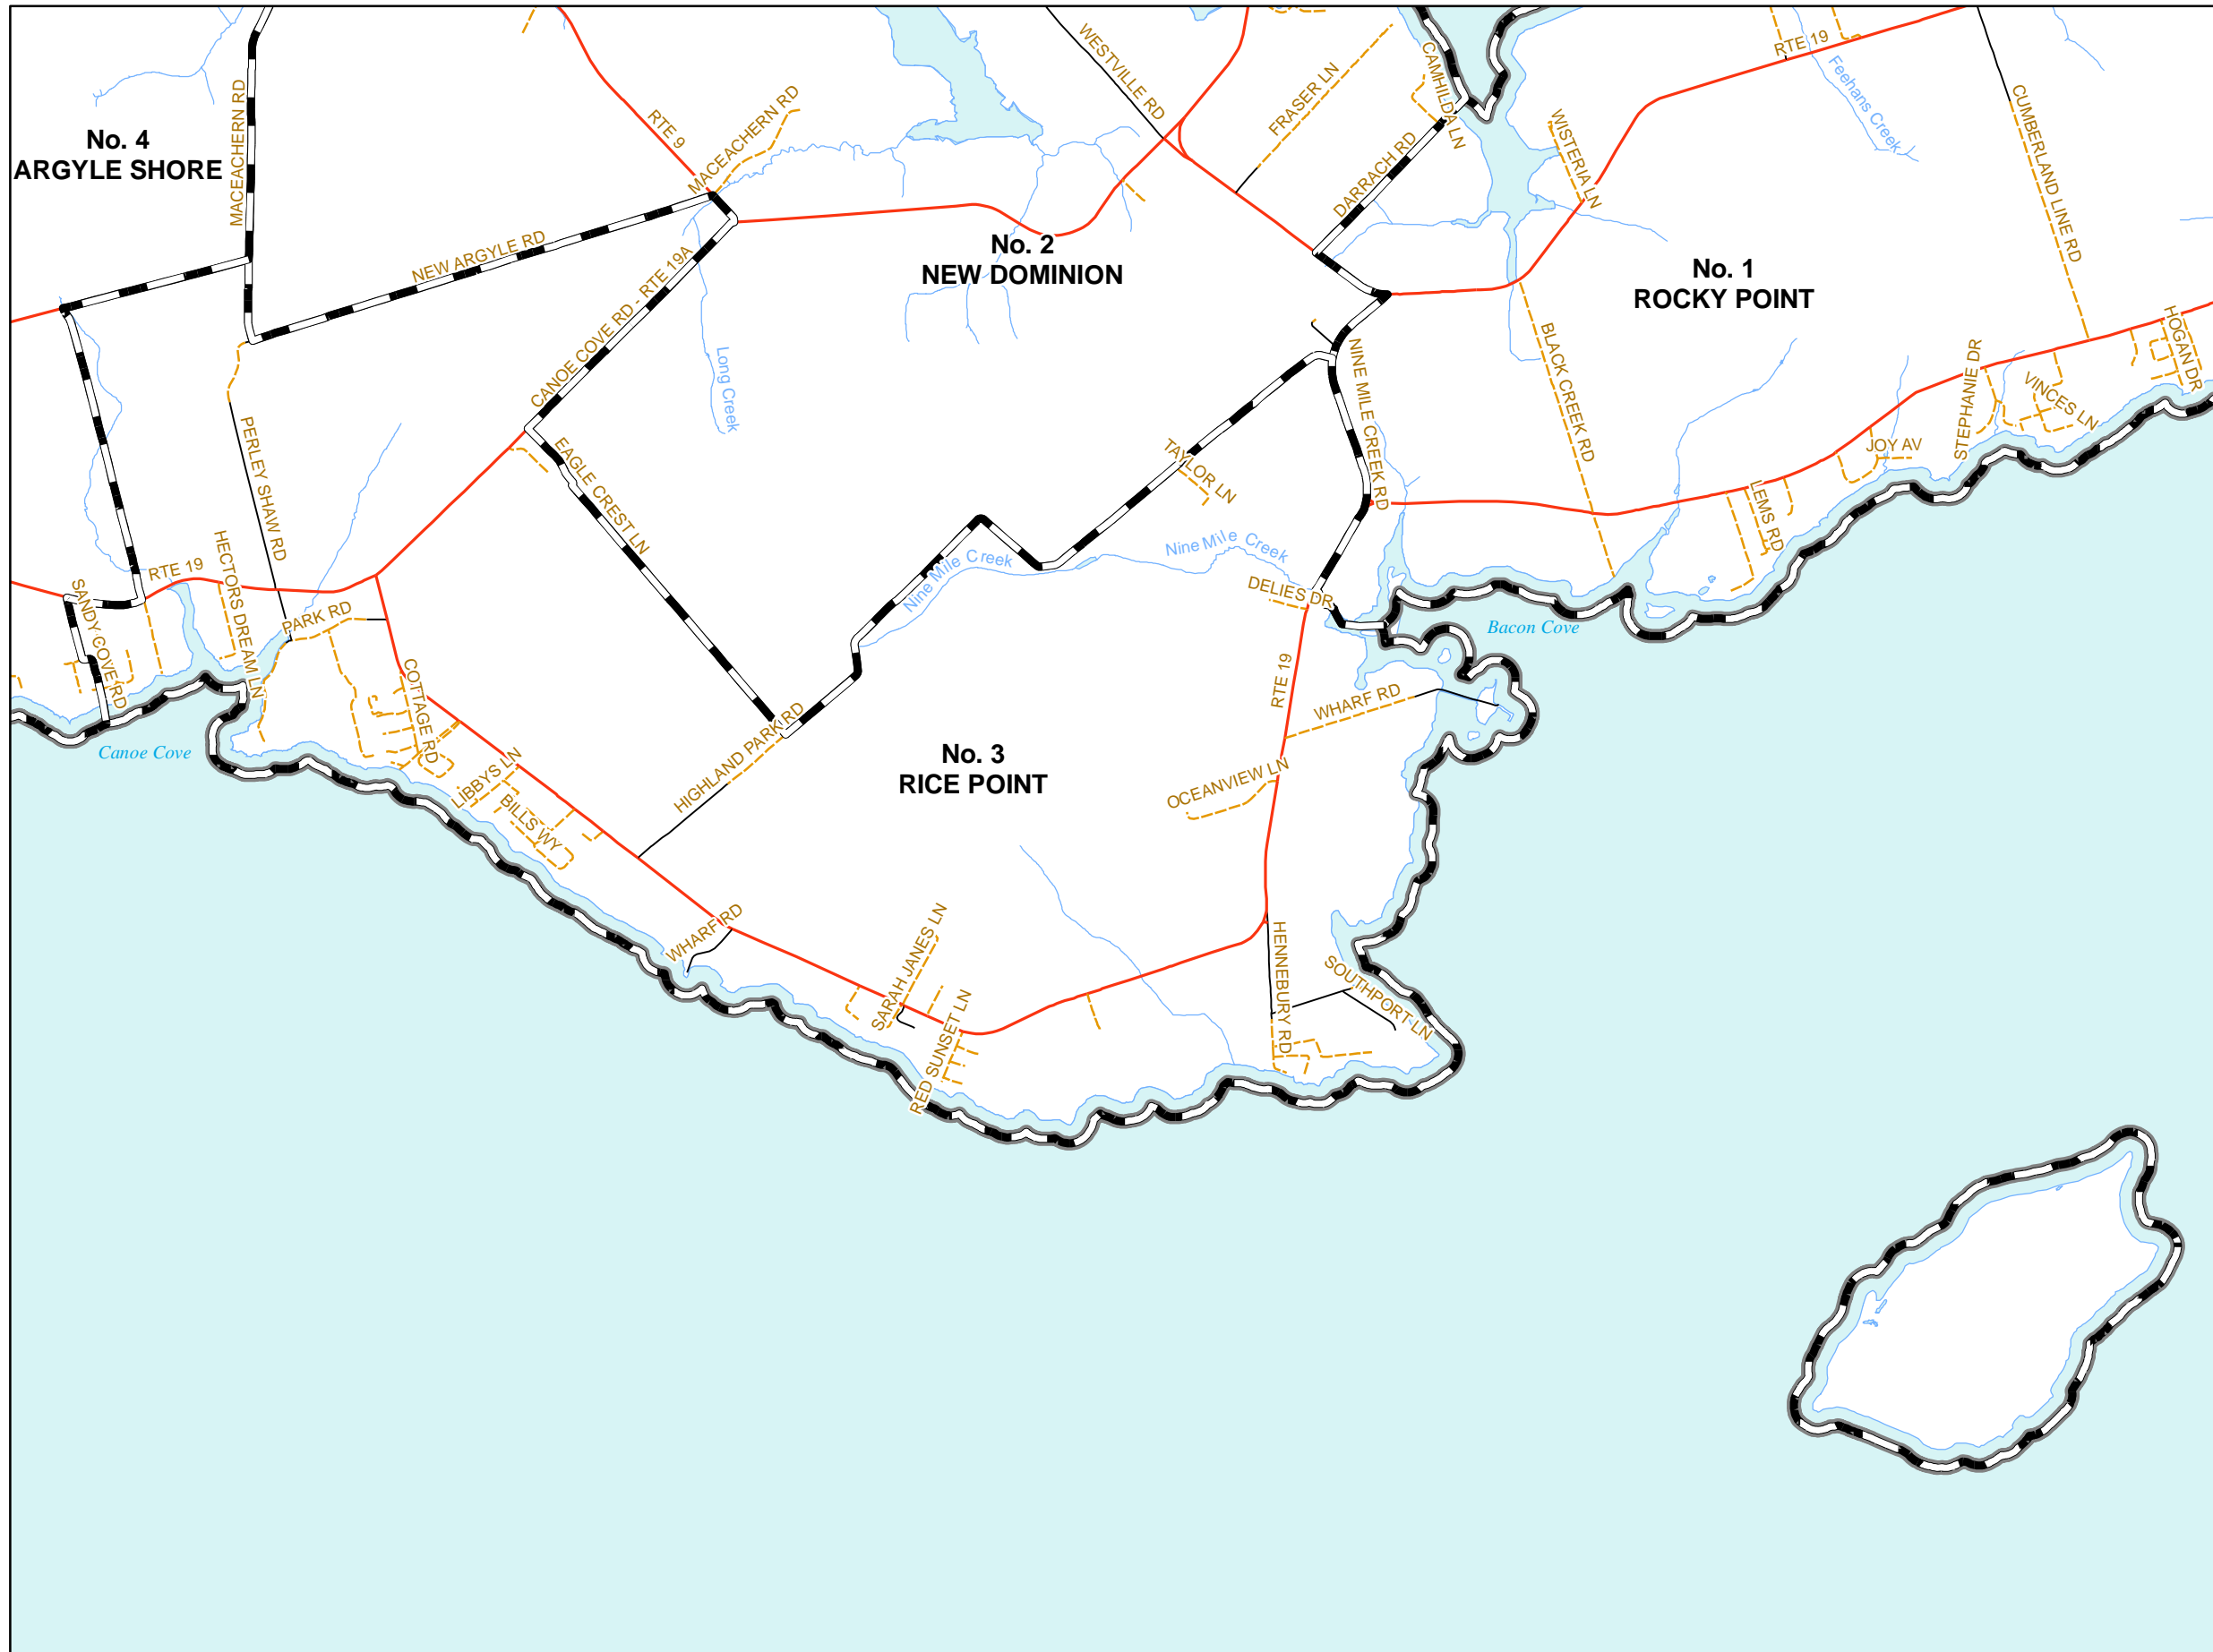 No. 4
ARGYLE SHORE
MACEACHERN RD
RTE 9
MACEACHERN RD
WESTVILLE RD
FRASER LN
CAMHILDA LN
DARRACH RD
WISTERIA LN
RTE 19
Feehans Creek
CUMBERLAND LINE RD
NEW ARGYLE RD
CANOE COVE RD - RTE 19A
No. 2
NEW DOMINION
No. 1
ROCKY POINT
Long Creek
NINE MILE CREEK RD
BLACK CREEK RD
HOGAN DR
STEPHANIE DR
VINCES LN
JOY AV
LEMS RD
PERLEY SHAW RD
EAGLE CREST LN
TAYLOR LN
Nine Mile Creek
Nine Mile Creek
DELIES DR
Bacon Cove
RTE 19
HECTORS DREAM LN
SANDY COVE RD
PARK RD
COTTAGE RD
Canoe Cove
LIBBYS LN
BILLS WY
HIGHLAND PARK RD
No. 3
RICE POINT
RTE 19
WHARF RD
OCEANVIEW LN
WHARF RD
SARAH JANES LN
RED SUNSET LN
HENNEBURY RD
SOUTHPORT LN